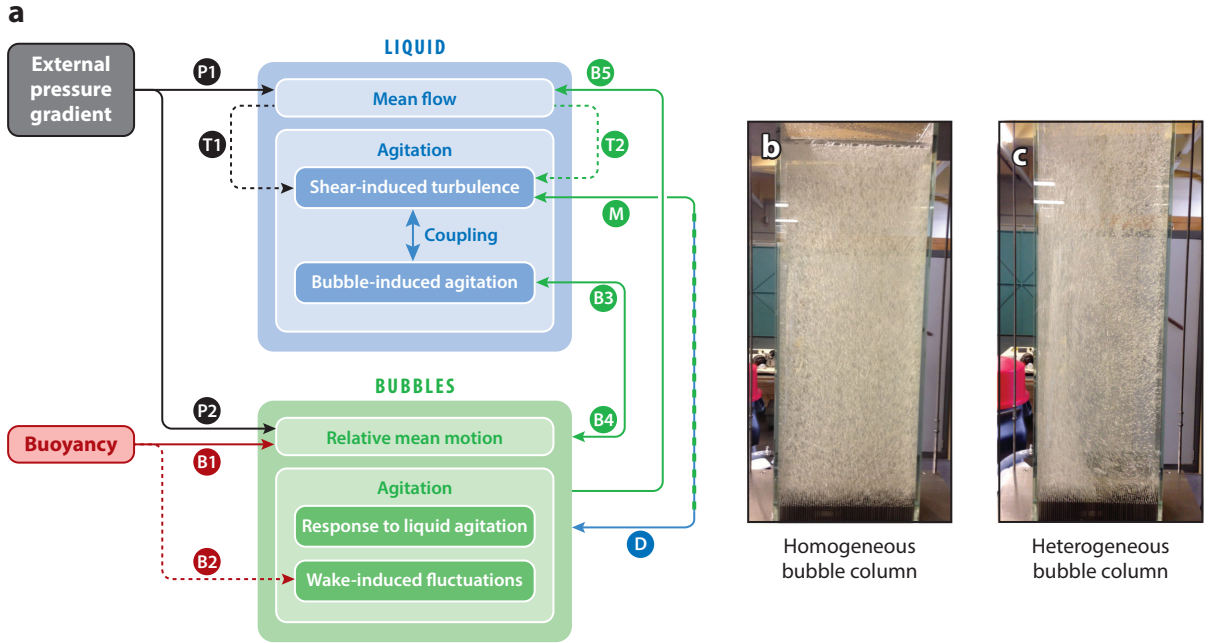 a
LIQUID
External
pressure
gradient
P1
B5
Mean flow
T1
T2
Agitation
Shear-induced turbulence
M
Coupling
Bubble-induced agitation
B3
BUBBLES
P2
B4
Relative mean motion
Buoyancy
B1
Agitation
Response to liquid agitation
D
B2
Wake-induced fluctuations
b
Homogeneous
bubble column
c
Heterogeneous
bubble column